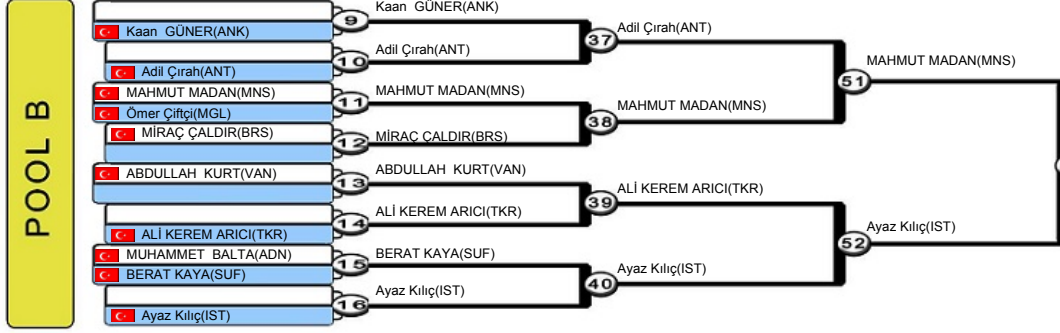 POOL B
Kaan GÜNER(ANK)
Adil Çırah(ANT)
MAHMUT MADAN(MNS)
Ömer Çiftçi(MGL)
MİRAÇ ÇALDIR(BRS)
ABDULLAH KURT(VAN)
ALİ KEREM ARICI(TKR)
MUHAMMET BALTA(ADN)
BERAT KAYA(SUF)
Ayaz Kılıç(IST)
9
10
11
12
13
14
15
16
Kaan GÜNER(ANK)
Adil Çırah(ANT)
MAHMUT MADAN(MNS)
MİRAÇ ÇALDIR(BRS)
ABDULLAH KURT(VAN)
ALİ KEREM ARICI(TKR)
BERAT KAYA(SUF)
Ayaz Kılıç(IST)
37
38
39
40
Adil Çırah(ANT)
MAHMUT MADAN(MNS)
ALİ KEREM ARICI(TKR)
Ayaz Kılıç(IST)
51
52
MAHMUT MADAN(MNS)
Ayaz Kılıç(IST)